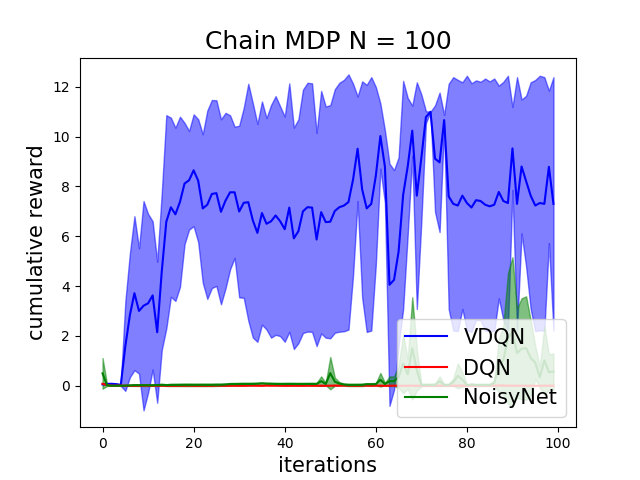 Chain MDP N = 100
cumulative reward
12
10
8
6
4
2
0
VDQN
DQN
NoisyNet
0 20 40 60 80 100
iterations